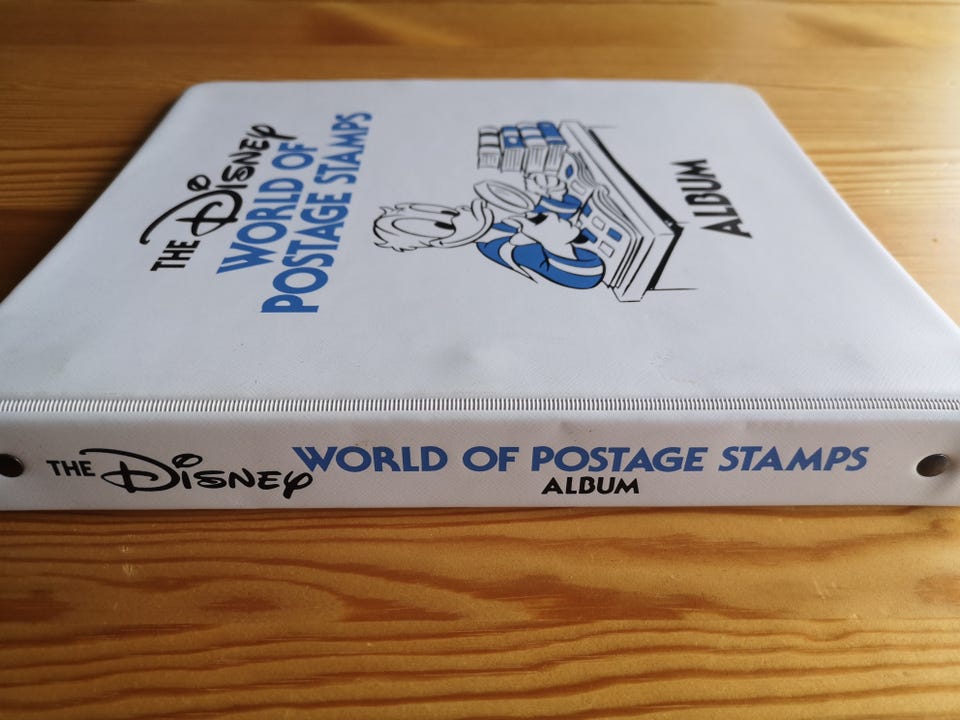 THE Disney
WORLD OF
POSTAGE STAMPS
ALBUM
THE Disney WORLD OF POSTAGE STAMPS
ALBUM